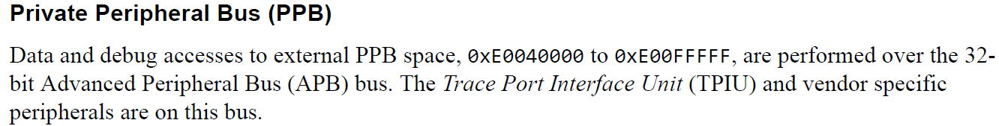 Private Peripheral Bus (PPB)
Data and debug accesses to external PPB space, 0xE0040000 to 0xE00FFFFF, are performed over the 32-
bit Advanced Peripheral Bus (APB) bus. The Trace Port Interface Unit (TPIU) and vendor specific
peripherals are on this bus.